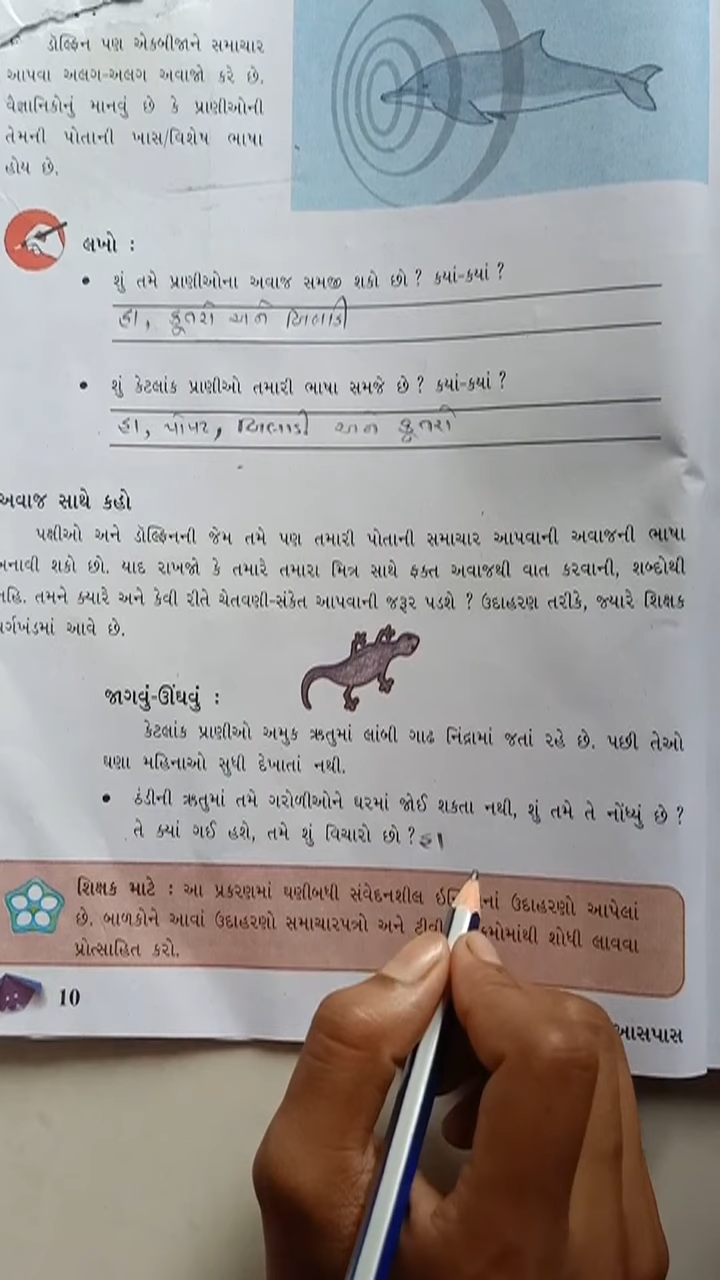 ડૉલ્ફિન પણ એકબીજાને સમાચાર
આપવા અલગ-અલગ અવાજો કરે છે.
વૈજ્ઞાનિકોનું માનવું છે કે પ્રાણીઓની
તેમની પોતાની ખાસ/વિશેષ ભાષા
હોય છે.
લખો :
• શું તમે પ્રાણીઓના અવાજ સમજી શકો છો ? કયાં-કયાં ?
હા, કૂતરો અને બિલાડી
• શું કેટલાંક પ્રાણીઓ તમારી ભાષા સમજે છે ? કયાં-કયાં ?
હા, પોપટ, બિલાડી અને કૂતરો
અવાજ સાથે કહો
પક્ષીઓ અને ડૉલ્ફિનની જેમ તમે પણ તમારી પોતાની સમાચાર આપવાની અવાજની ભાષા
બનાવી શકો છો. યાદ રાખજો કે તમારે તમારા મિત્ર સાથે ફક્ત અવાજથી વાત કરવાની, શબ્દોથી
નહિ. તમને ક્યારે અને કેવી રીતે ચેતવણી-સંકેત આપવાની જરૂર પડશે ? ઉદાહરણ તરીકે, જ્યારે શિક્ષક
વર્ગખંડમાં આવે છે.
જાગવું-ઊંઘવું :
કેટલાંક પ્રાણીઓ અમુક ઋતુમાં લાંબી ગાઢ નિંદ્રામાં જતાં રહે છે. પછી તેઓ
ઘણા મહિનાઓ સુધી દેખાતાં નથી.
• ઠંડીની ઋતુમાં તમે ગરોળીઓને ઘરમાં જોઈ શકતા નથી, શું તમે તે નોંધ્યું છે ?
તે ક્યાં ગઈ હશે, તમે શું વિચારો છો ? હા
શિક્ષક માટે : આ પ્રકરણમાં ઘણીબધી સંવેદનશીલ ઉદાહરણો આપેલાં
છે. બાળકોને આવાં ઉદાહરણો સમાચારપત્રો અને શોધી લાવવા
પ્રોત્સાહિત કરો.
10
આસપાસ